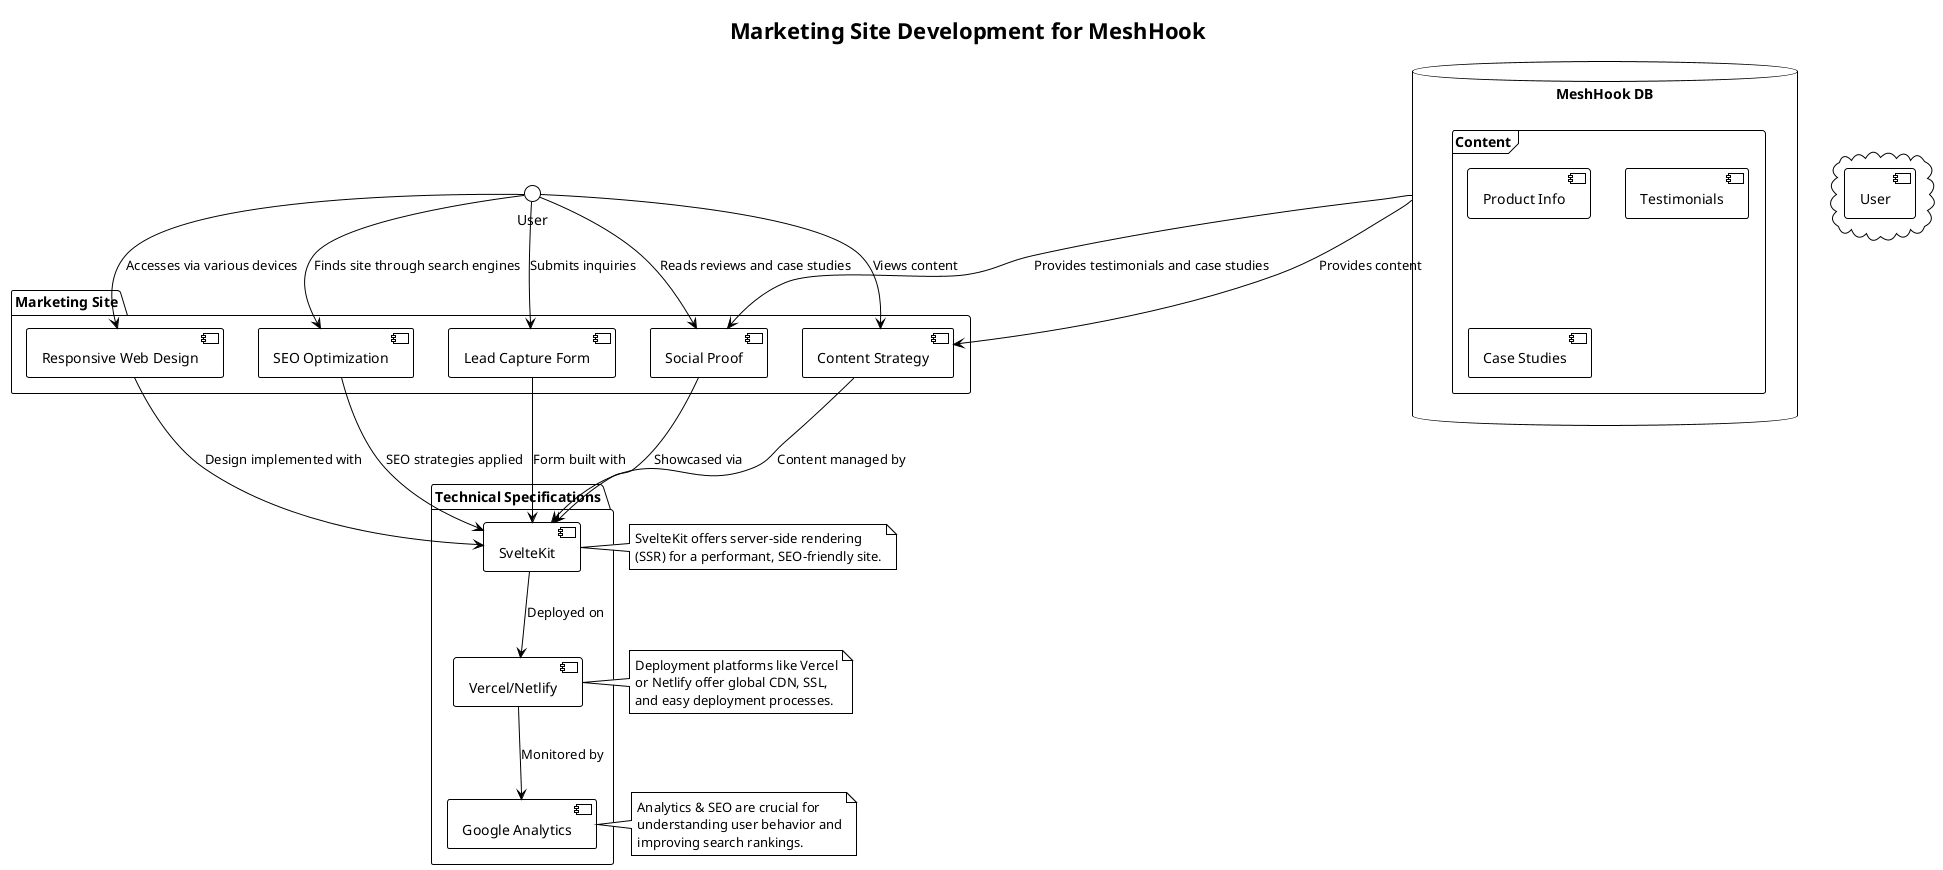 Marketing Site Development for MeshHook
MeshHook DB
Content
Product Info
Testimonials
User
Case Studies
User
Accesses via various devices
Finds site through search engines
Submits inquiries
Reads reviews and case studies
Views content
Provides testimonials and case studies
Provides content
Marketing Site
Responsive Web Design
SEO Optimization
Lead Capture Form
Social Proof
Content Strategy
Design implemented with
SEO strategies applied
Form built with
Showcased via
Content managed by
Technical Specifications
SvelteKit
SvelteKit offers server-side rendering
(SSR) for a performant, SEO-friendly site.
Deployed on
Vercel/Netlify
Deployment platforms like Vercel
or Netlify offer global CDN, SSL,
and easy deployment processes.
Monitored by
Google Analytics
Analytics & SEO are crucial for
understanding user behavior and
improving search rankings.